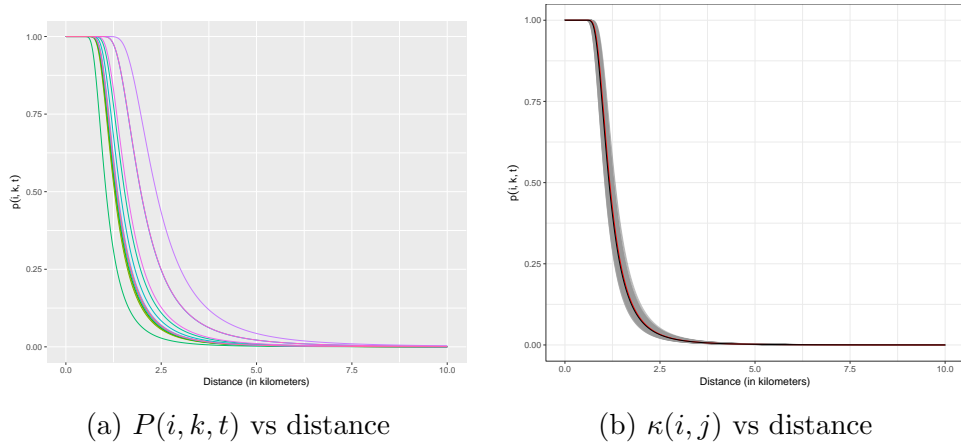 1.00
0.75
0.50
0.25
0.00
p(i, k, t)
0.0 2.5 5.0 7.5 10.0
Distance (in kilometers)
(a) P(i, k, t) vs distance
1.00
0.75
0.50
0.25
0.00
p(i, k, t)
0.0 2.5 5.0 7.5 10.0
Distance (in kilometers)
(b) κ(i, j) vs distance